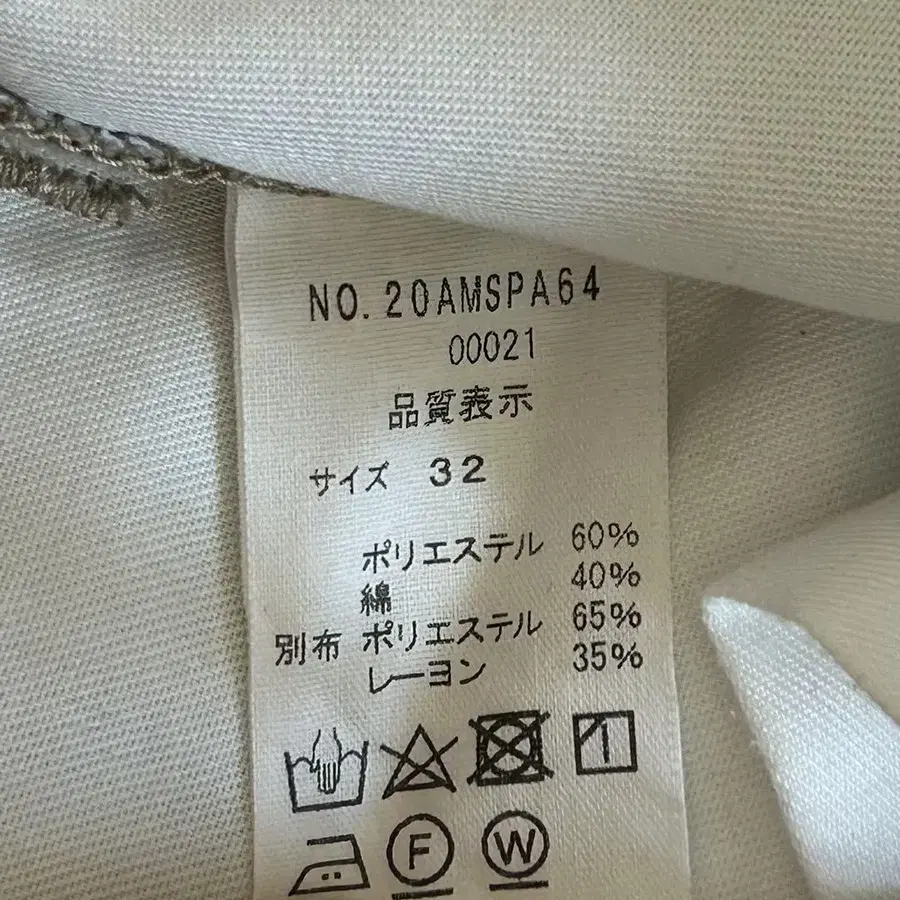 NO. 20AMSPA64
00021
品質表示
サイズ 32
ポリエステル 60%
綿 40%
別布 ポリエステル 65%
レーヨン 35%
F W